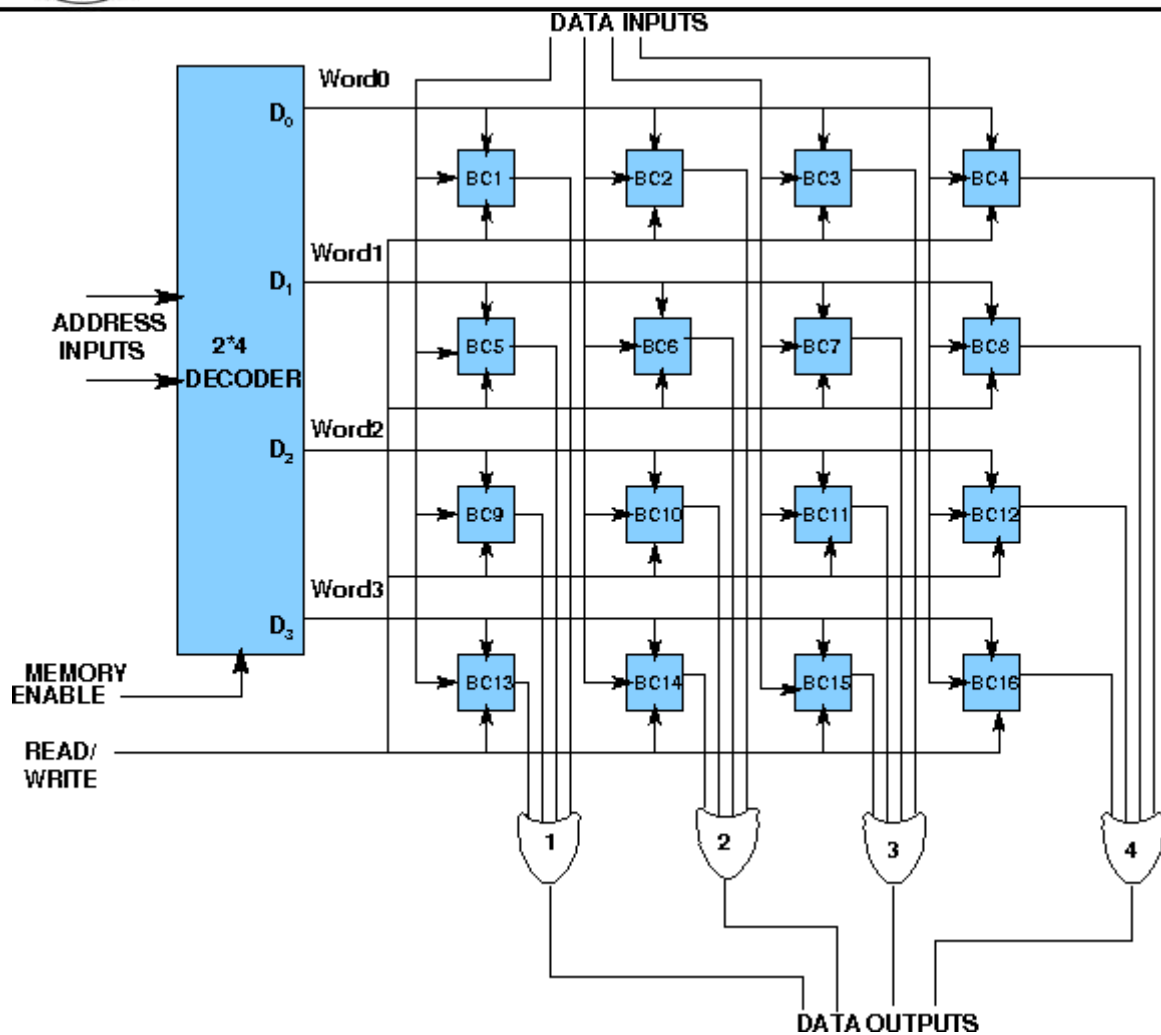 DATA INPUTS
Word0
D0
BC1
BC2
BC3
BC4
Word1
D1
ADDRESS
INPUTS
2*4
DECODER
BC5
BC6
BC7
BC8
Word2
D2
BC9
BC10
BC11
BC12
Word3
D3
MEMORY
ENABLE
BC13
BC14
BC15
BC16
READ/
WRITE
1
2
3
4
DATA OUTPUTS